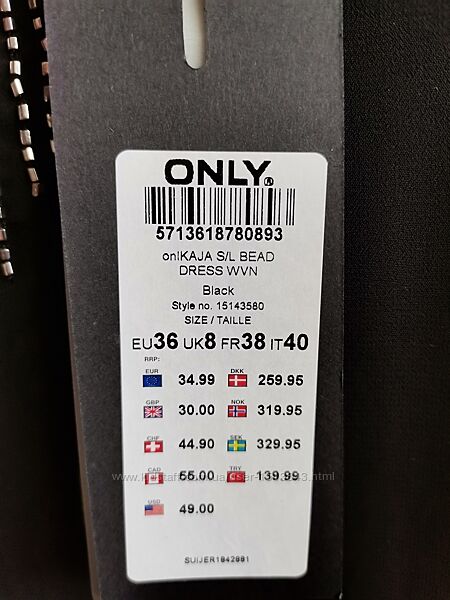 ONLY®
5713618780893
onlKAJA S/L BEAD
DRESS WVN
Black
Style no. 15143580
SIZE / TAILLE
EU36 UK8 FR38 IT40
RRP:
EUR 34.99 DKK 259.95
GBP 30.00 NOK 319.95
CHF 44.90 SEK 329.95
CAD 55.00 TRY 139.99
USD 49.00
SUIJER1842881